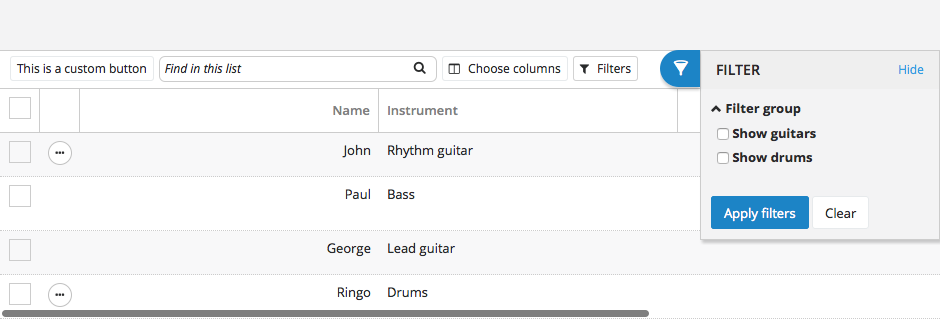 This is a custom button Find in this list Choose columns Filters FILTER Hide
Filter group
Show guitars
Show drums
Apply filters Clear
Name Instrument
John Rhythm guitar
Paul Bass
George Lead guitar
Ringo Drums